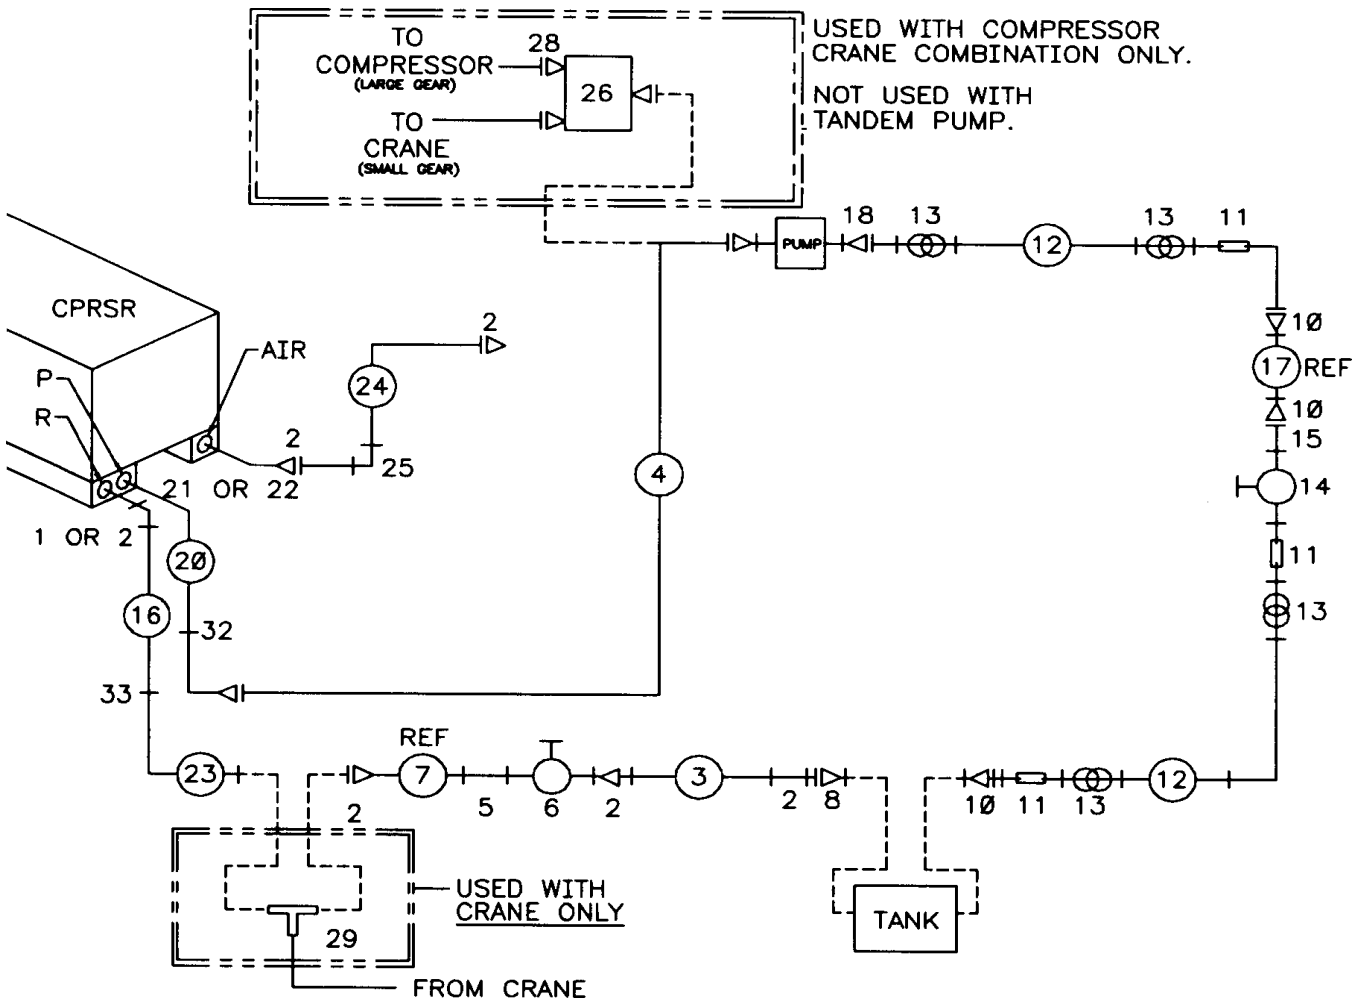 TO
COMPRESSOR
(LARGE GEAR)
28
26
TO
CRANE
(SMALL GEAR)
USED WITH COMPRESSOR
CRANE COMBINATION ONLY.
NOT USED WITH
TANDEM PUMP.
PUMP
18
13
12
13
11
10
17
REF
10
15
14
11
13
CPRSR
AIR
P
R
2
24
2
25
21 OR 22
1 OR 2
20
16
32
33
4
23
REF
7
2
5
6
2
3
2
8
10
11
13
12
TANK
USED WITH
CRANE ONLY
29
FROM CRANE